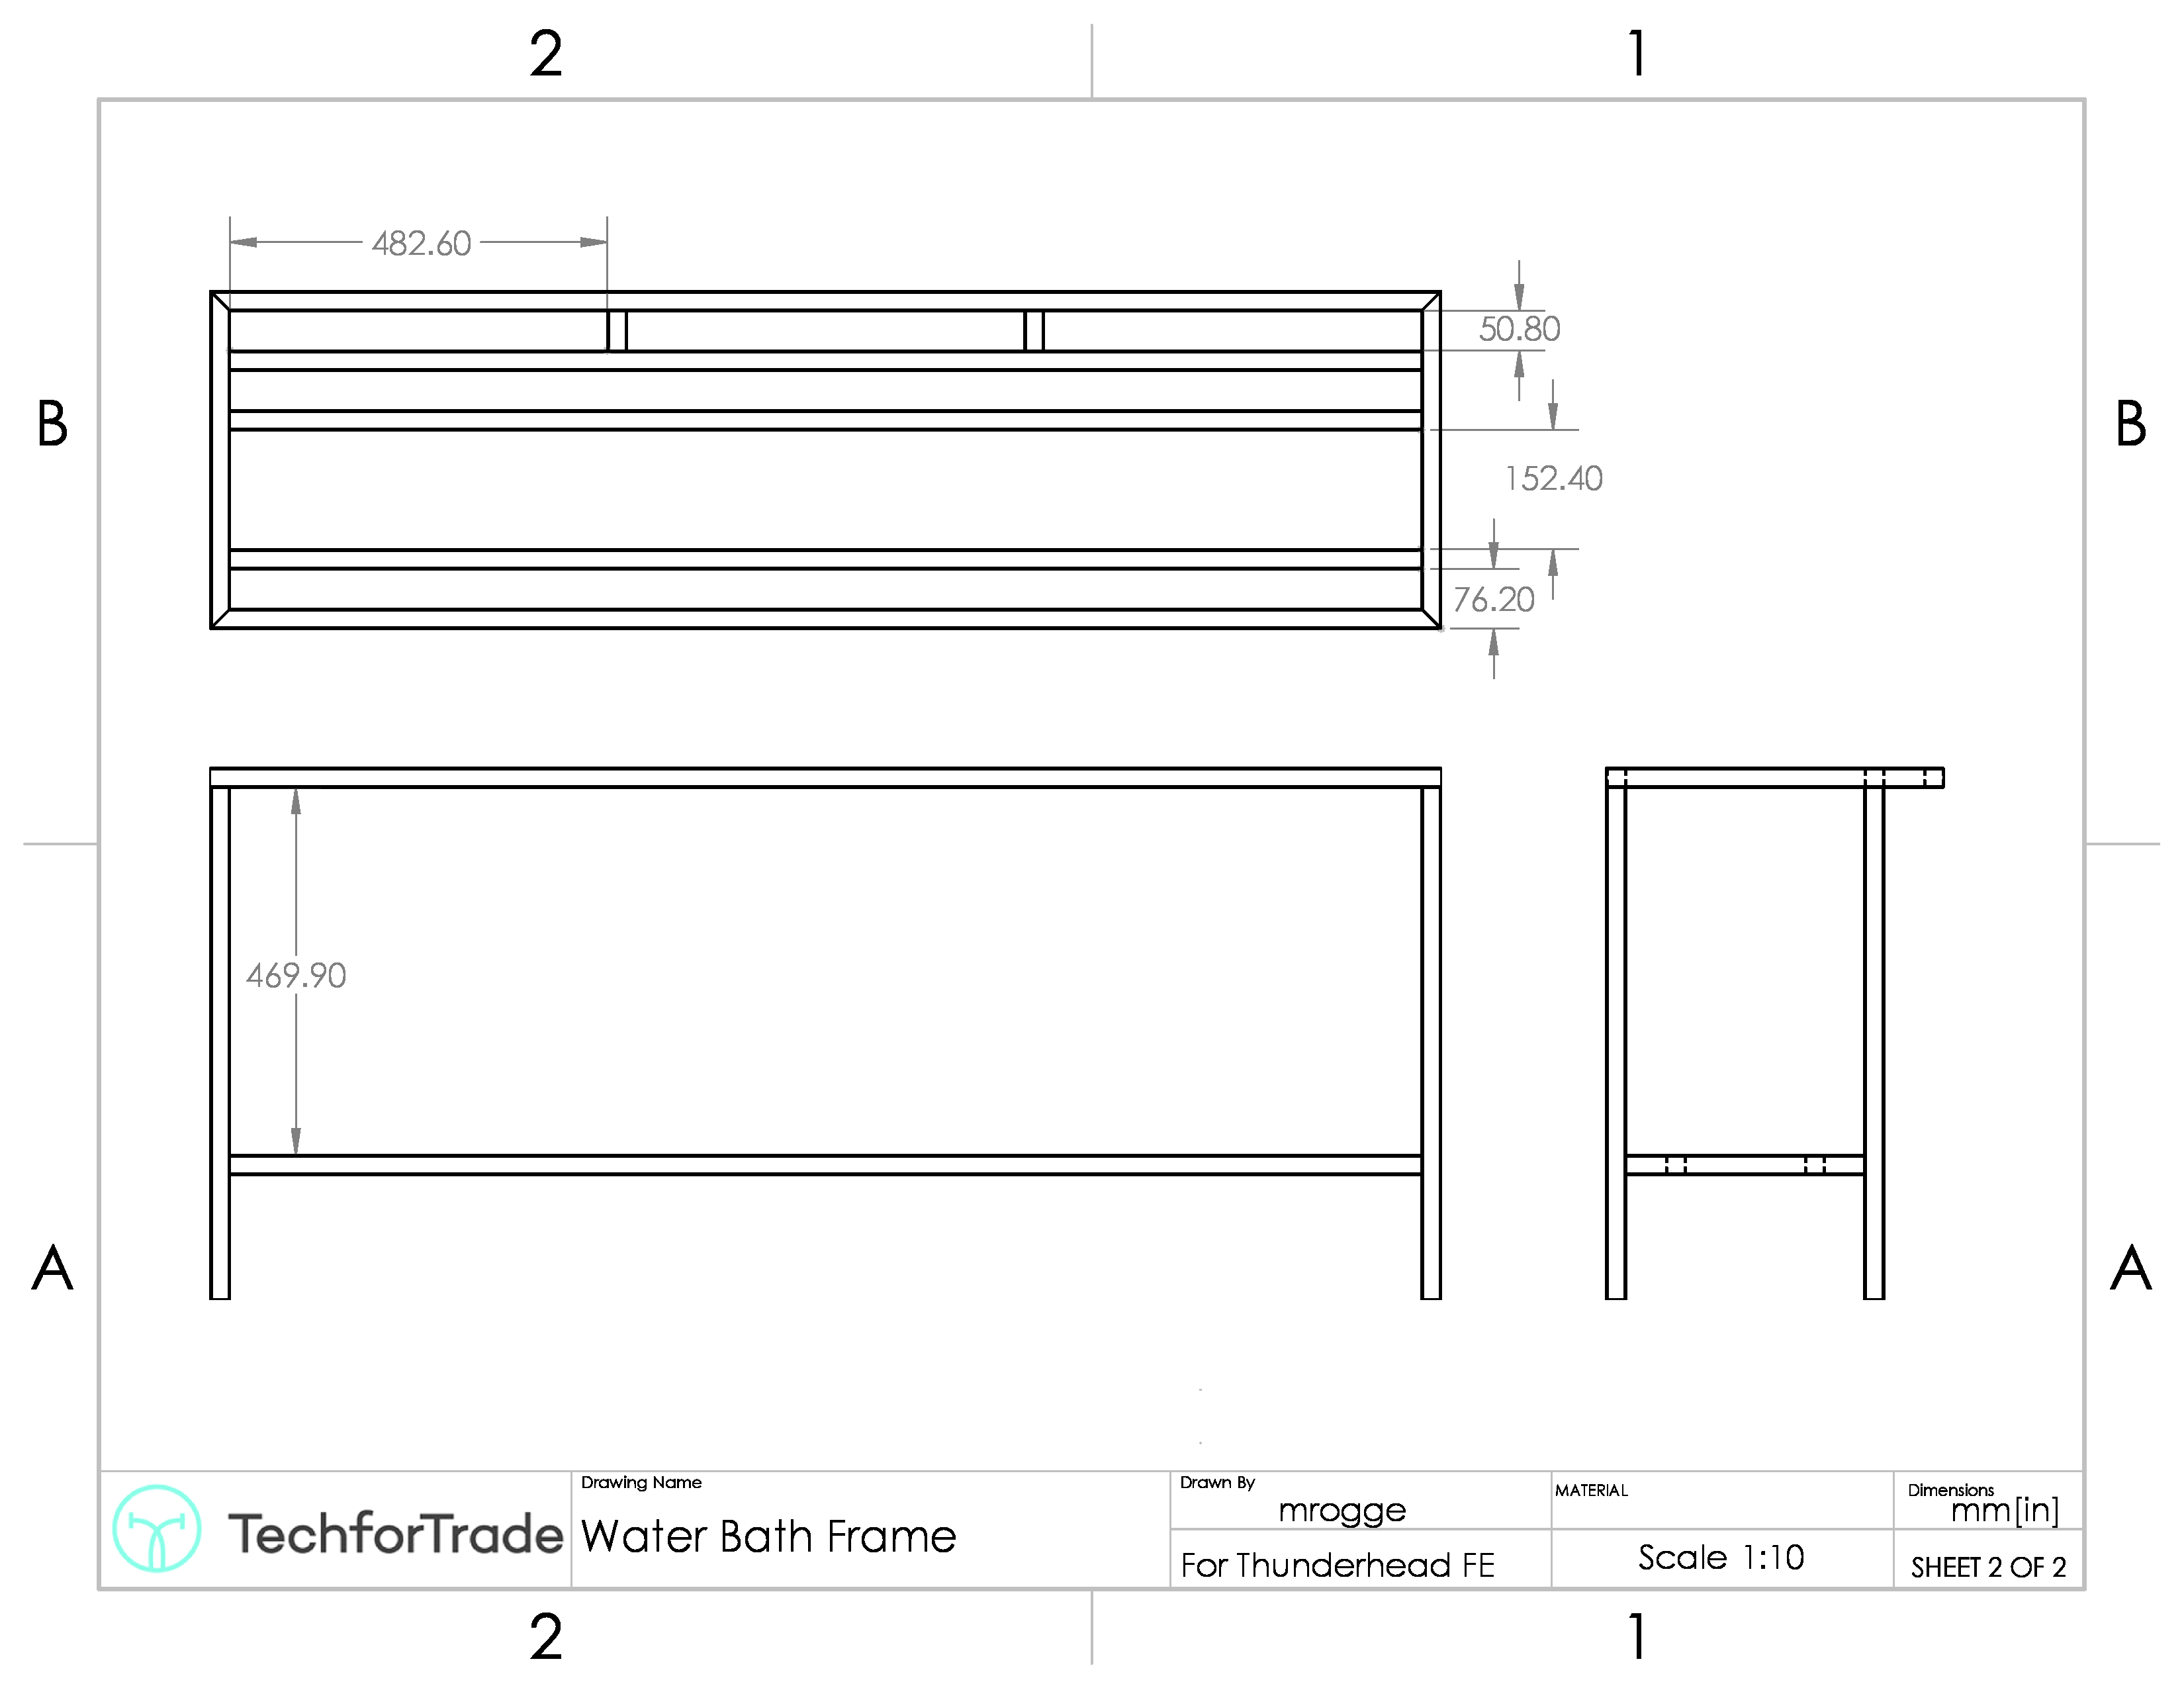 2 1
482.60
50.80
B B
152.40
76.20
469.90
A A
Drawing Name
Water Bath Frame
TechforTrade
Drawn By
mrogge
For Thunderhead FE
MATERIAL
Scale 1:10
Dimensions
mm[in]
SHEET 2 OF 2
2 1